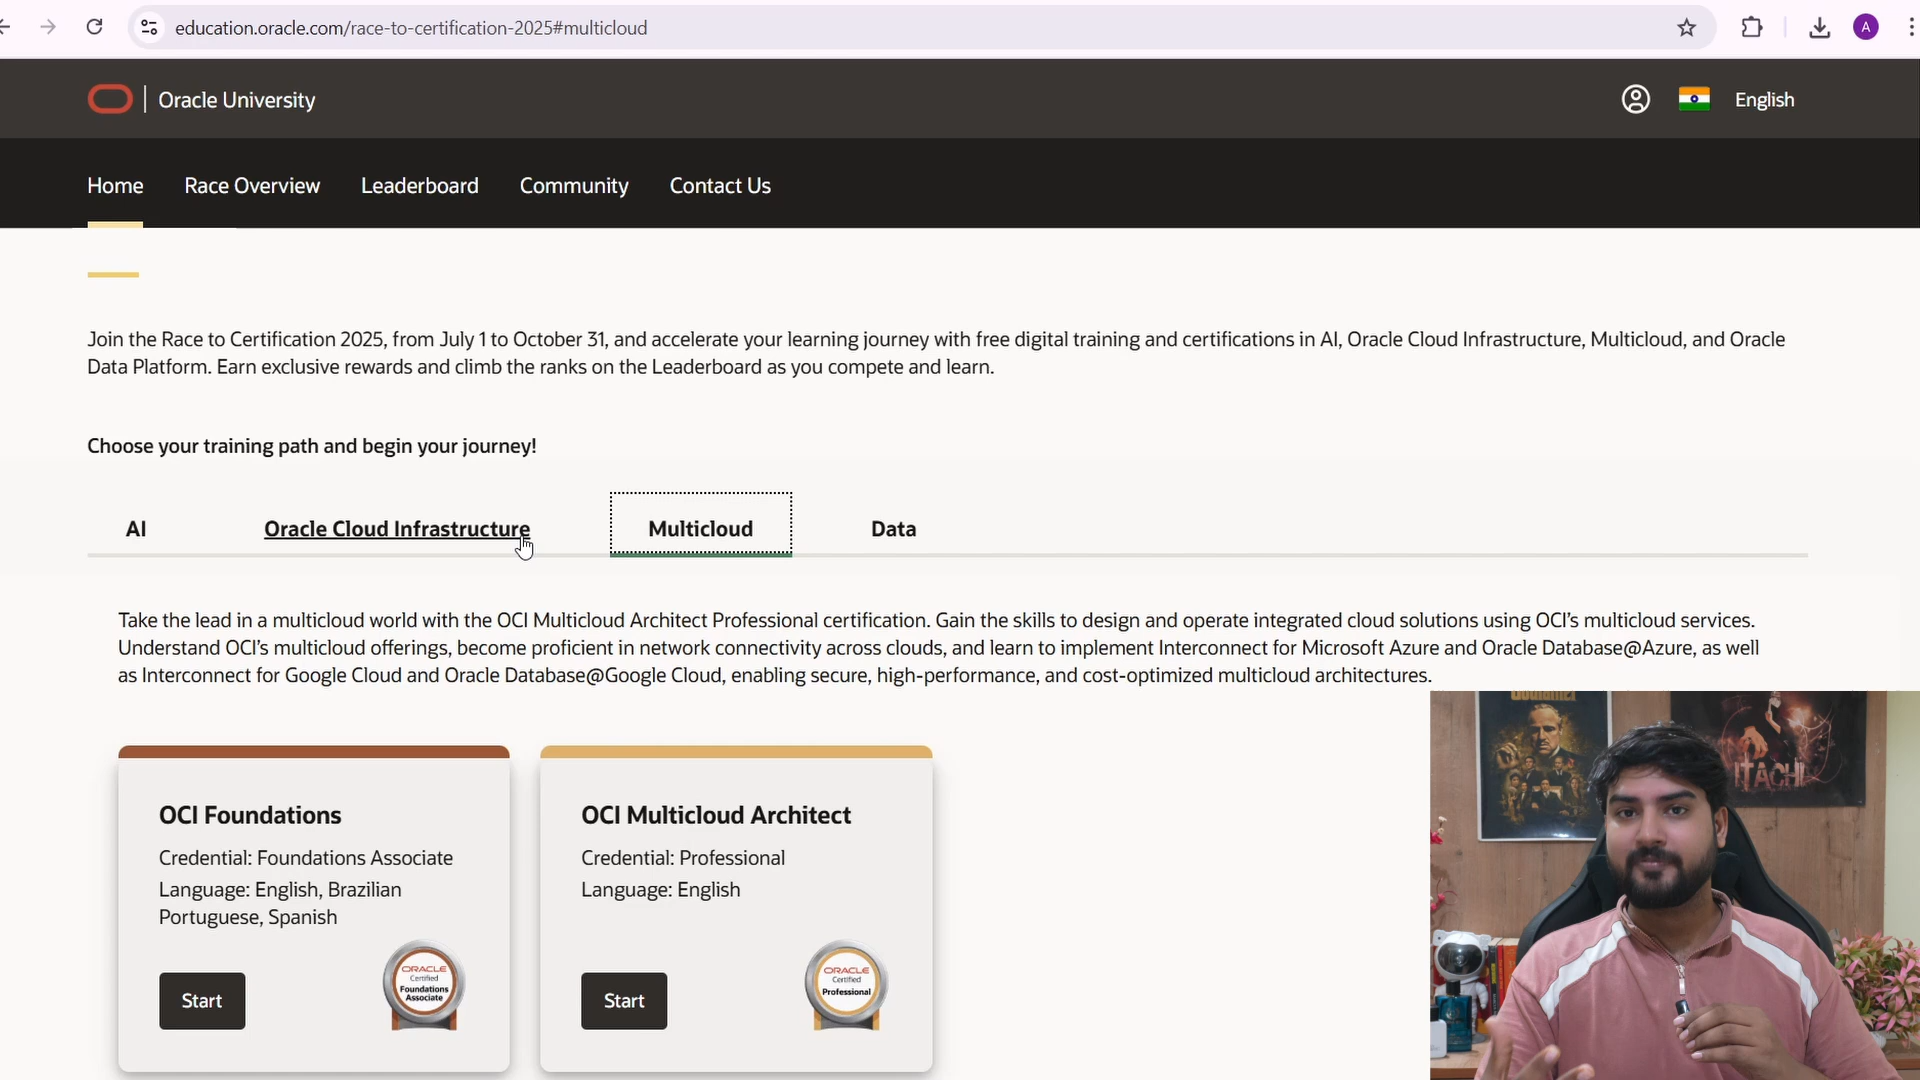 education.oracle.com/race-to-certification-2025#multicloud
A
Oracle University
English
Home Race Overview Leaderboard Community Contact Us
Join the Race to Certification 2025, from July 1 to October 31, and accelerate your learning journey with free digital training and certifications in AI, Oracle Cloud Infrastructure, Multicloud, and Oracle
Data Platform. Earn exclusive rewards and climb the ranks on the Leaderboard as you compete and learn.
Choose your training path and begin your journey!
AI Oracle Cloud Infrastructure Multicloud Data
Take the lead in a multicloud world with the OCI Multicloud Architect Professional certification. Gain the skills to design and operate integrated cloud solutions using OCI's multicloud services.
Understand OCI's multicloud offerings, become proficient in network connectivity across clouds, and learn to implement Interconnect for Microsoft Azure and Oracle Database@Azure, as well
as Interconnect for Google Cloud and Oracle Database@Google Cloud, enabling secure, high-performance, and cost-optimized multicloud architectures.
OCI Foundations
Credential: Foundations Associate
Language: English, Brazilian
Portuguese, Spanish
Start
ORACLE
Certified
Foundations
Associate
OCI Multicloud Architect
Credential: Professional
Language: English
Start
ORACLE
Certified
Professional
ITACHI